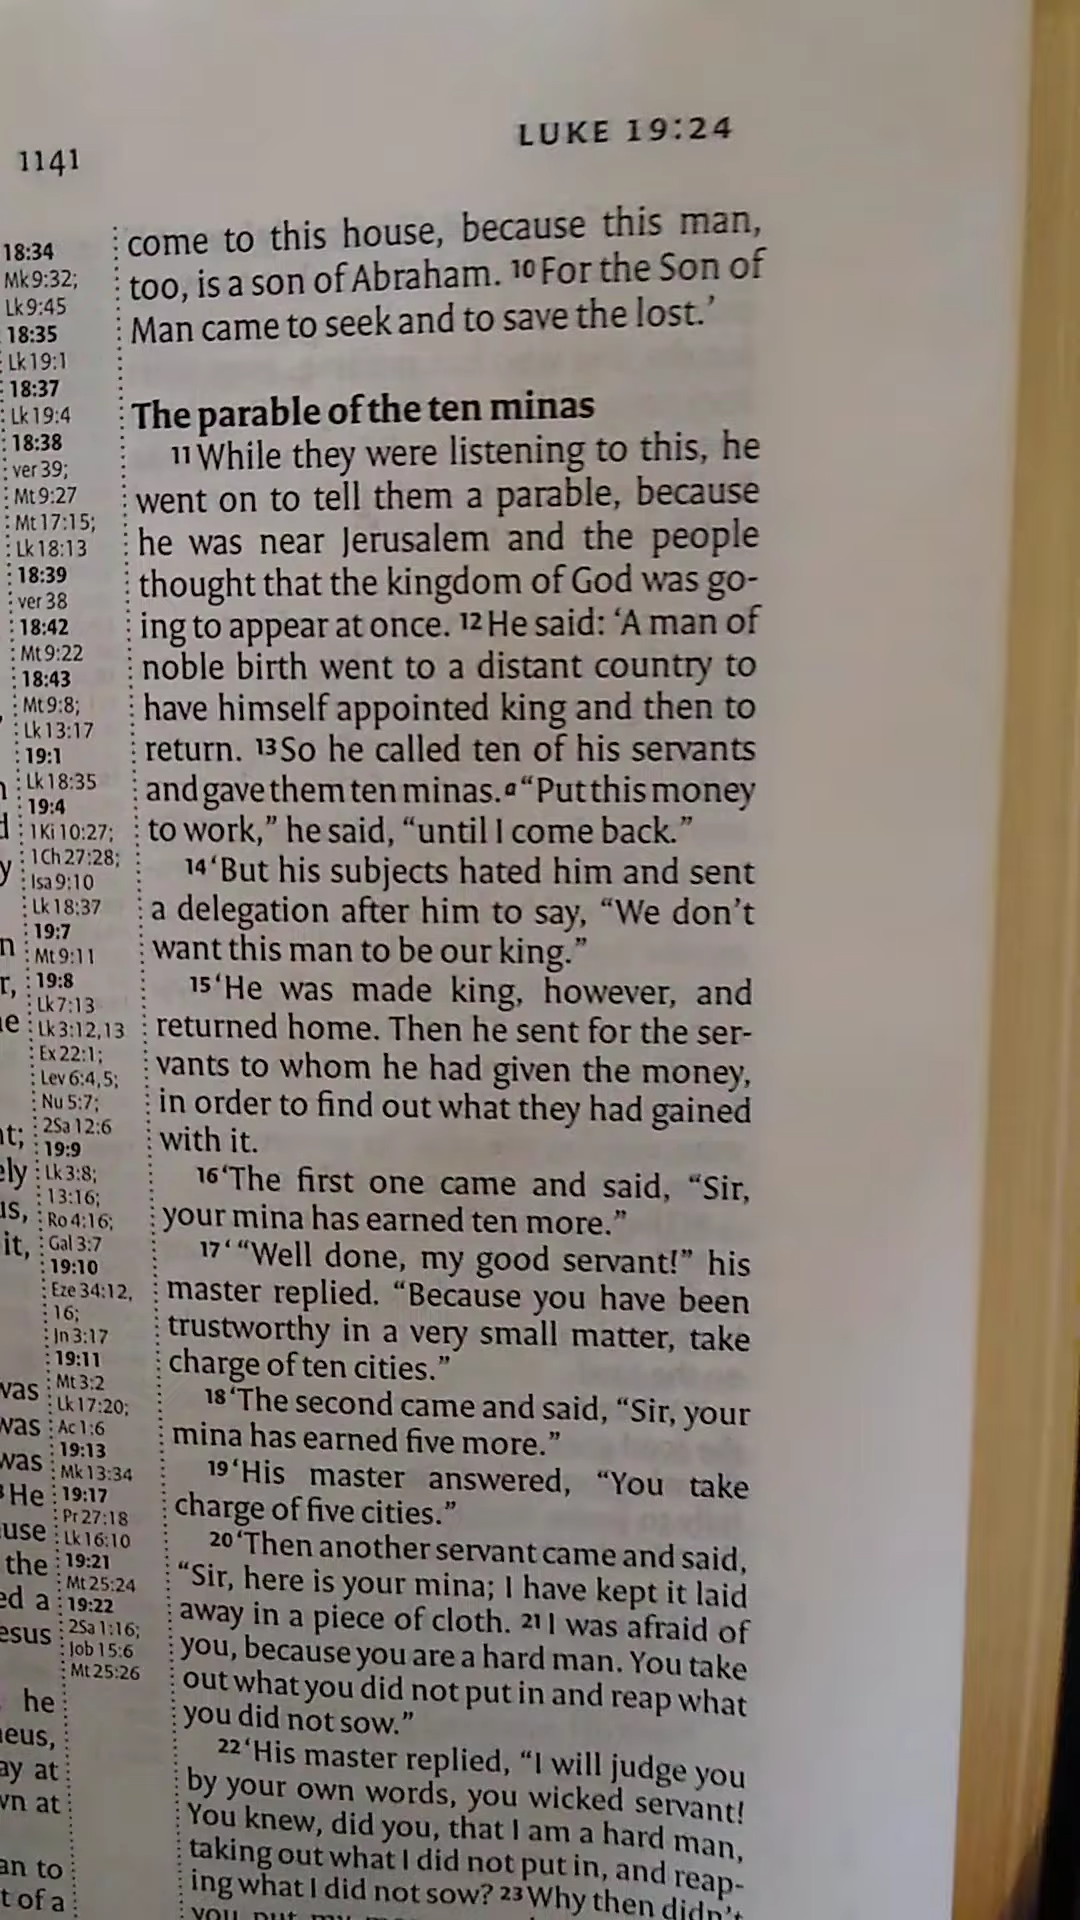 LUKE 19:24
1141
18:34
Mk 9:32;
Lk 9:45
18:35
Lk 19:1
18:37
Lk 19:4
18:38
ver 39;
Mt 9:27
Mt 17:15;
Lk 18:13
18:39
ver 38
18:42
Mt 9:22
18:43
Mt 9:8;
Lk 13:17
19:1
Lk 18:35
19:4
1Ki 10:27;
1Ch 27:28;
Isa 9:10
Lk 18:37
19:7
Mt 9:11
19:8
Lk 7:13
Lk 3:12,13
Ex 22:1;
Lev 6:4,5;
Nu 5:7;
2Sa 12:6
19:9
Lk 3:8;
13:16;
Ro 4:16;
Gal 3:7
19:10
Eze 34:12,
16;
Jn 3:17
19:11
Mt 3:2
Lk 17:20;
Ac 1:6
19:13
Mk 13:34
19:17
Pr 27:18
Lk 16:10
19:21
Mt 25:24
19:22
2Sa 1:16;
Job 15:6
Mt 25:26
come to this house, because this man,
too, is a son of Abraham. 10 For the Son of
Man came to seek and to save the lost.’
The parable of the ten minas
11 While they were listening to this, he
went on to tell them a parable, because
he was near Jerusalem and the people
thought that the kingdom of God was go-
ing to appear at once. 12 He said: ‘A man of
noble birth went to a distant country to
have himself appointed king and then to
return. 13 So he called ten of his servants
and gave them ten minas.a “Put this money
to work,” he said, “until I come back.”
14 ‘But his subjects hated him and sent
a delegation after him to say, “We don’t
want this man to be our king.”
15 ‘He was made king, however, and
returned home. Then he sent for the ser-
vants to whom he had given the money,
in order to find out what they had gained
with it.
16 ‘The first one came and said, “Sir,
your mina has earned ten more.”
17 ‘ “Well done, my good servant!” his
master replied. “Because you have been
trustworthy in a very small matter, take
charge of ten cities.”
18 ‘The second came and said, “Sir, your
mina has earned five more.”
19 ‘His master answered, “You take
charge of five cities.”
20 ‘Then another servant came and said,
“Sir, here is your mina; I have kept it laid
away in a piece of cloth. 21 I was afraid of
you, because you are a hard man. You take
out what you did not put in and reap what
you did not sow.”
22 ‘His master replied, “I will judge you
by your own words, you wicked servant!
You knew, did you, that I am a hard man,
taking out what I did not put in, and reap-
ing what I did not sow? 23 Why then didn’t
you put my